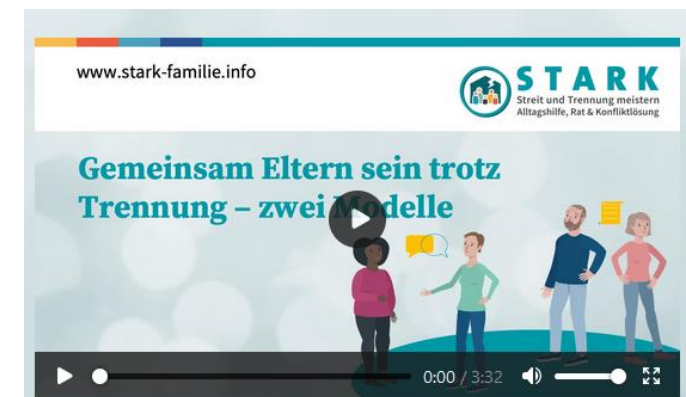 www.stark-familie.info
STARK
Streit und Trennung meistern
Alltagshilfe, Rat & Konfliktlösung
Gemeinsam Eltern sein trotz
Trennung – zwei Modelle
0:00 / 3:32